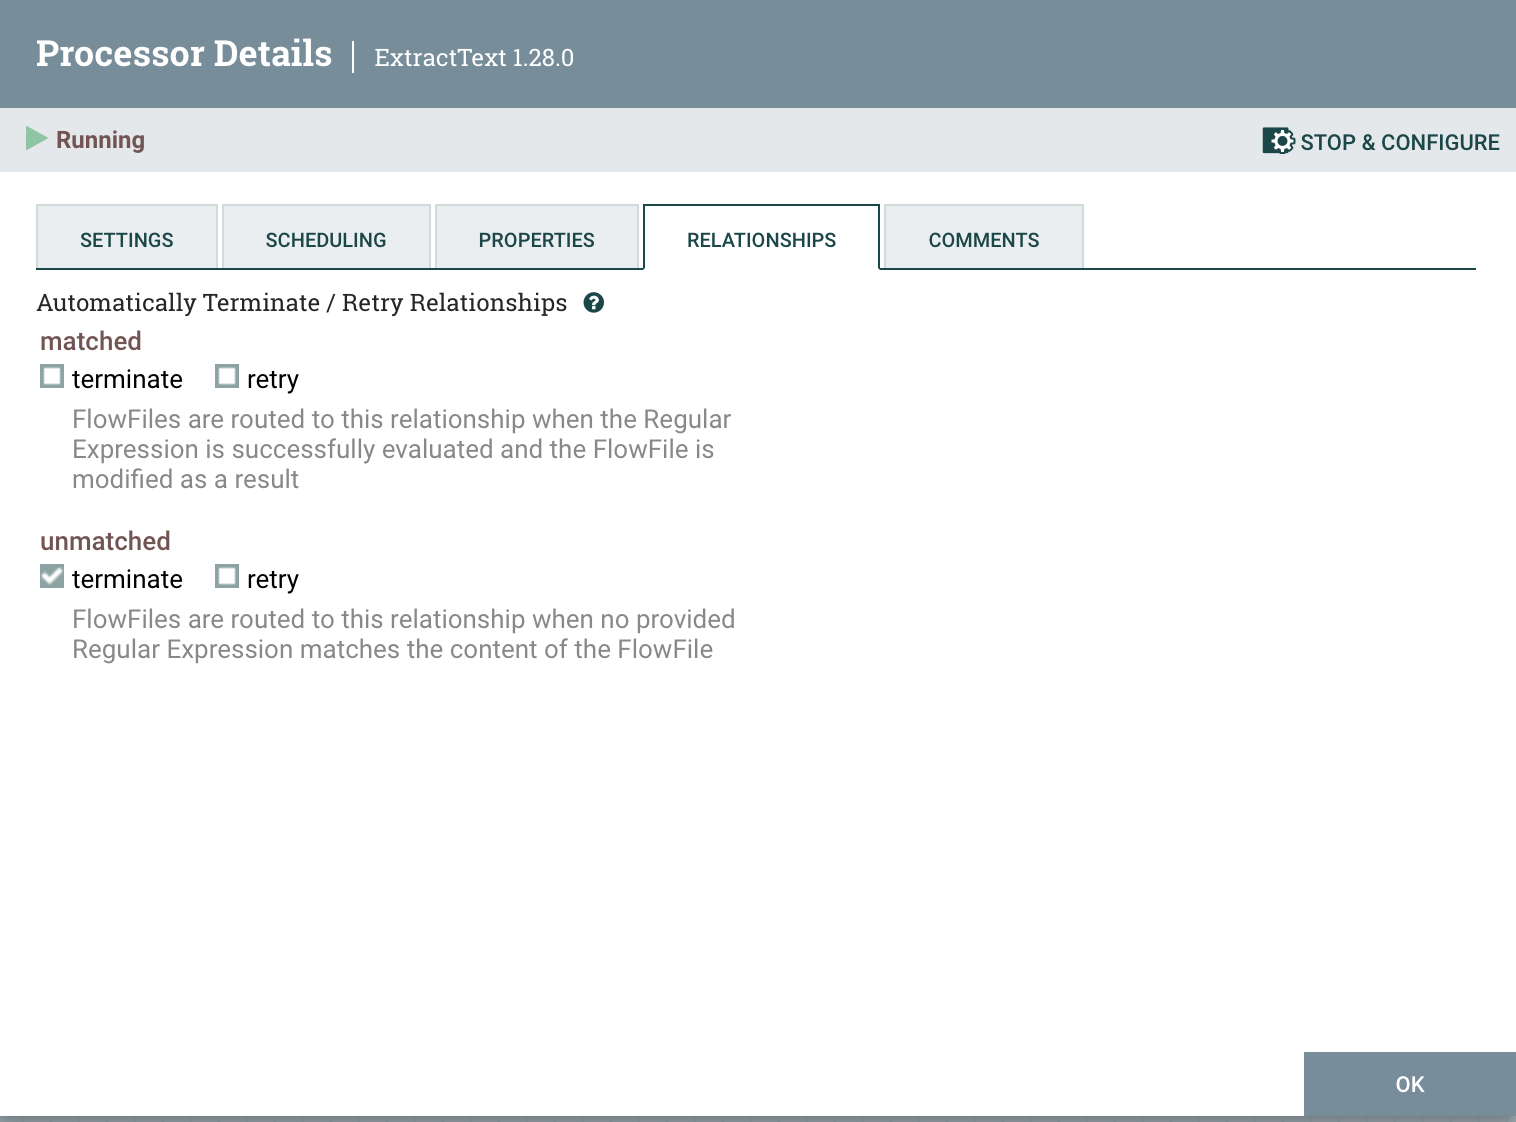 Processor Details | ExtractText 1.28.0
Running
STOP & CONFIGURE
SETTINGS
SCHEDULING
PROPERTIES
RELATIONSHIPS
COMMENTS
Automatically Terminate / Retry Relationships ?
matched
terminate retry
FlowFiles are routed to this relationship when the Regular
Expression is successfully evaluated and the FlowFile is
modified as a result
unmatched
terminate retry
FlowFiles are routed to this relationship when no provided
Regular Expression matches the content of the FlowFile
OK